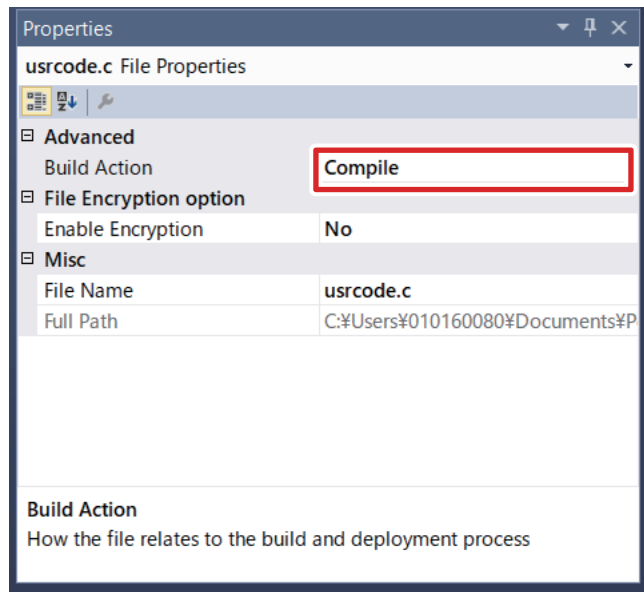 Properties
usrcode.c File Properties
Advanced
Build Action Compile
File Encryption option
Enable Encryption No
Misc
File Name usrcode.c
Full Path C:¥Users¥010160080¥Documents¥P
Build Action
How the file relates to the build and deployment process